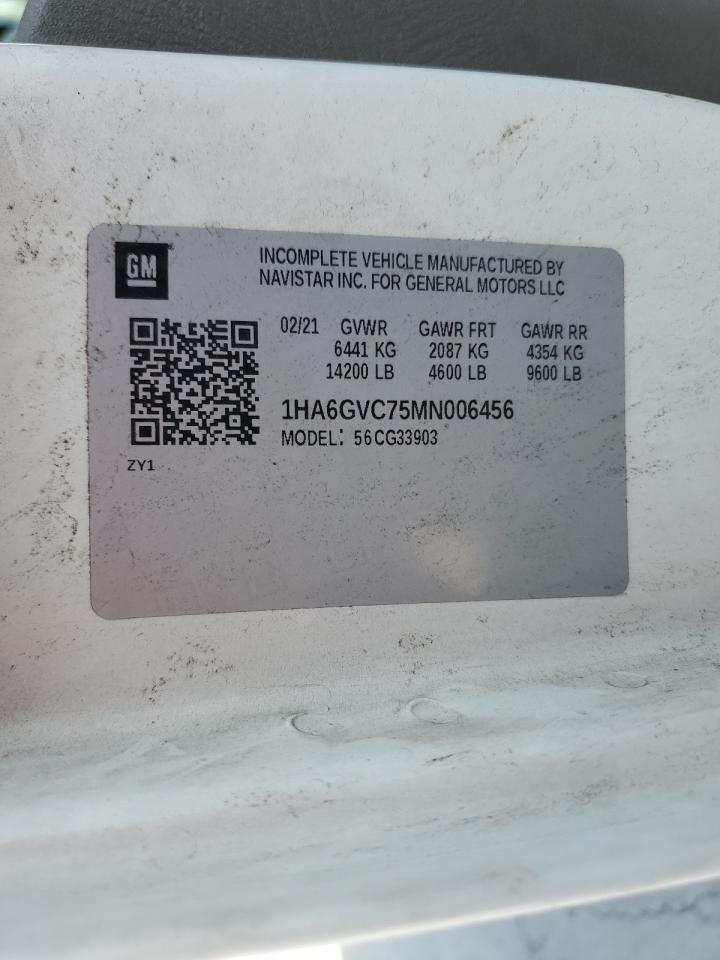 GM
INCOMPLETE VEHICLE MANUFACTURED BY
NAVISTAR INC. FOR GENERAL MOTORS LLC
02/21 GVWR GAWR FRT GAWR RR
6441 KG 2087 KG 4354 KG
14200 LB 4600 LB 9600 LB
1HA6GVC75MN006456
MODEL: 56CG33903
ZY1